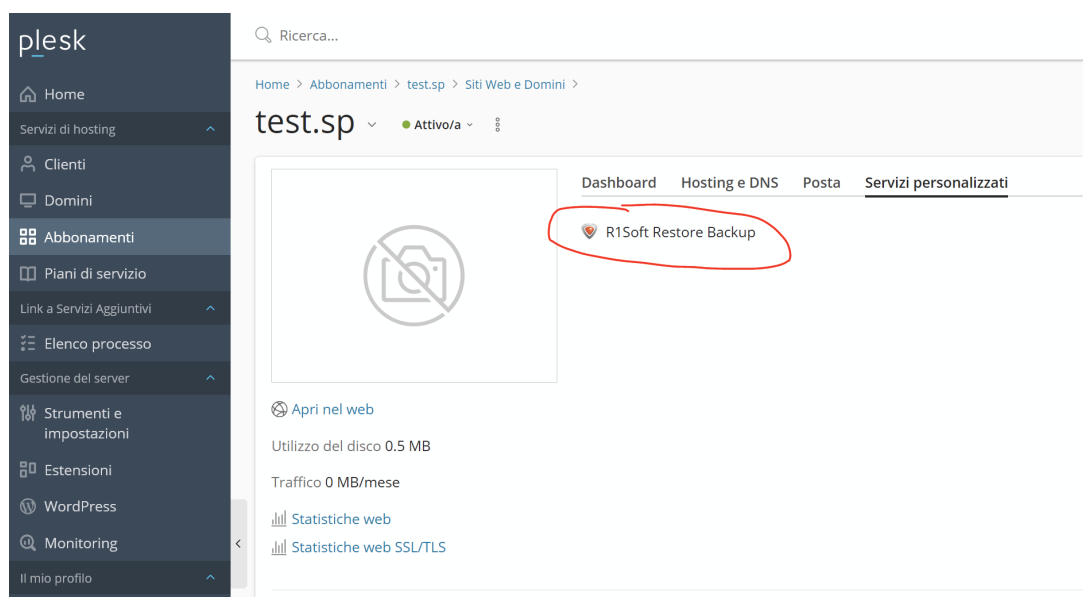 plesk
Ricerca...
Home
Servizi di hosting
Clienti
Domini
Abbonamenti
Piani di servizio
Link a Servizi Aggiuntivi
Elenco processo
Gestione del server
Strumenti e
impostazioni
Estensioni
WordPress
Monitoring
Il mio profilo
Home > Abbonamenti > test.sp > Siti Web e Domini >
test.sp
Attivo/a
Dashboard Hosting e DNS Posta Servizi personalizzati
R1Soft Restore Backup
Apri nel web
Utilizzo del disco 0.5 MB
Traffico 0 MB/mese
Statistiche web
Statistiche web SSL/TLS